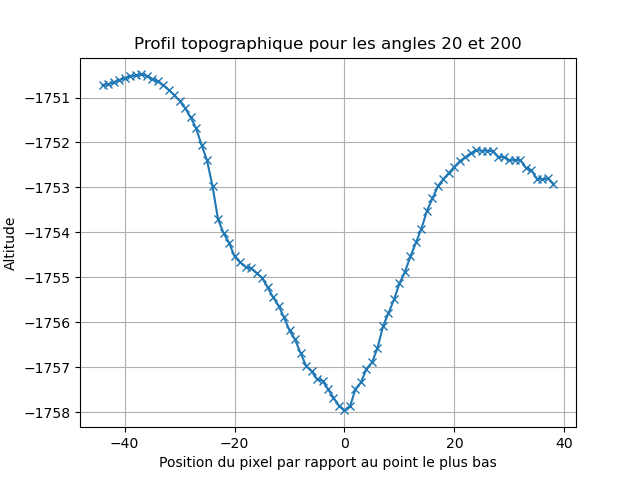 Profil topographique pour les angles 20 et 200
−1751
−1752
−1753
−1754
−1755
−1756
−1757
−1758
Altitude
−40 −20 0 20 40
Position du pixel par rapport au point le plus bas